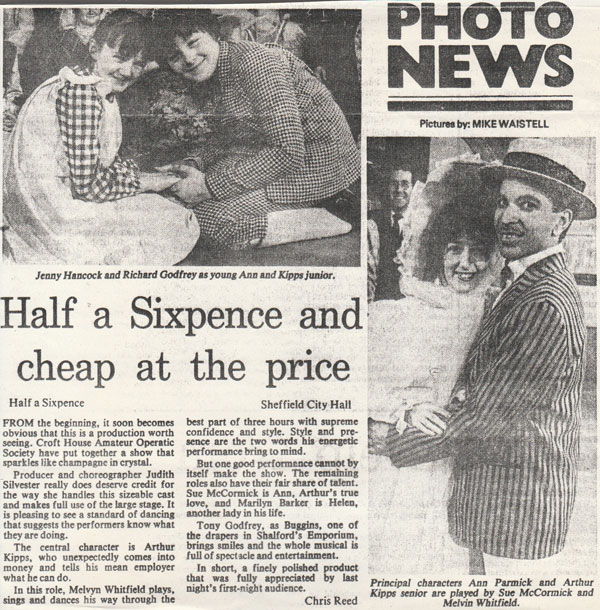 PHOTO
NEWS
Pictures by: MIKE WAISTELL
Jenny Hancock and Richard Godfrey as young Ann and Kipps junior.
Half a Sixpence and
cheap at the price
Half a Sixpence
Sheffield City Hall
FROM the beginning, it soon becomes
obvious that this is a production worth
seeing. Croft House Amateur Operatic
Society have put together a show that
sparkles like champagne in crystal.
Producer and choreographer Judith
Silvester really does deserve credit for
the way she handles this sizeable cast
and makes full use of the large stage. It
is pleasing to see a standard of dancing
that suggests the performers know what
they are doing.
The central character is Arthur
Kipps, who unexpectedly comes into
money and tells his mean employer
what he can do.
In this role, Melvyn Whitfield plays,
sings and dances his way through the
best part of three hours with supreme
confidence and style. Style and pre-
sence are the two words his energetic
performance bring to mind.
But one good performance cannot by
itself make the show. The remaining
roles also have their fair share of talent.
Sue McCormick is Ann, Arthur's true
love, and Marilyn Barker is Helen,
another lady in his life.
Tony Godfrey, as Buggins, one of
the drapers in Shalford's Emporium,
brings smiles and the whole musical is
full of spectacle and entertainment.
In short, a finely polished product
that was fully appreciated by last
night's first-night audience.
Chris Reed
Principal characters Ann Parmick and Arthur
Kipps senior are played by Sue McCormick and
Melvin Whitfield.